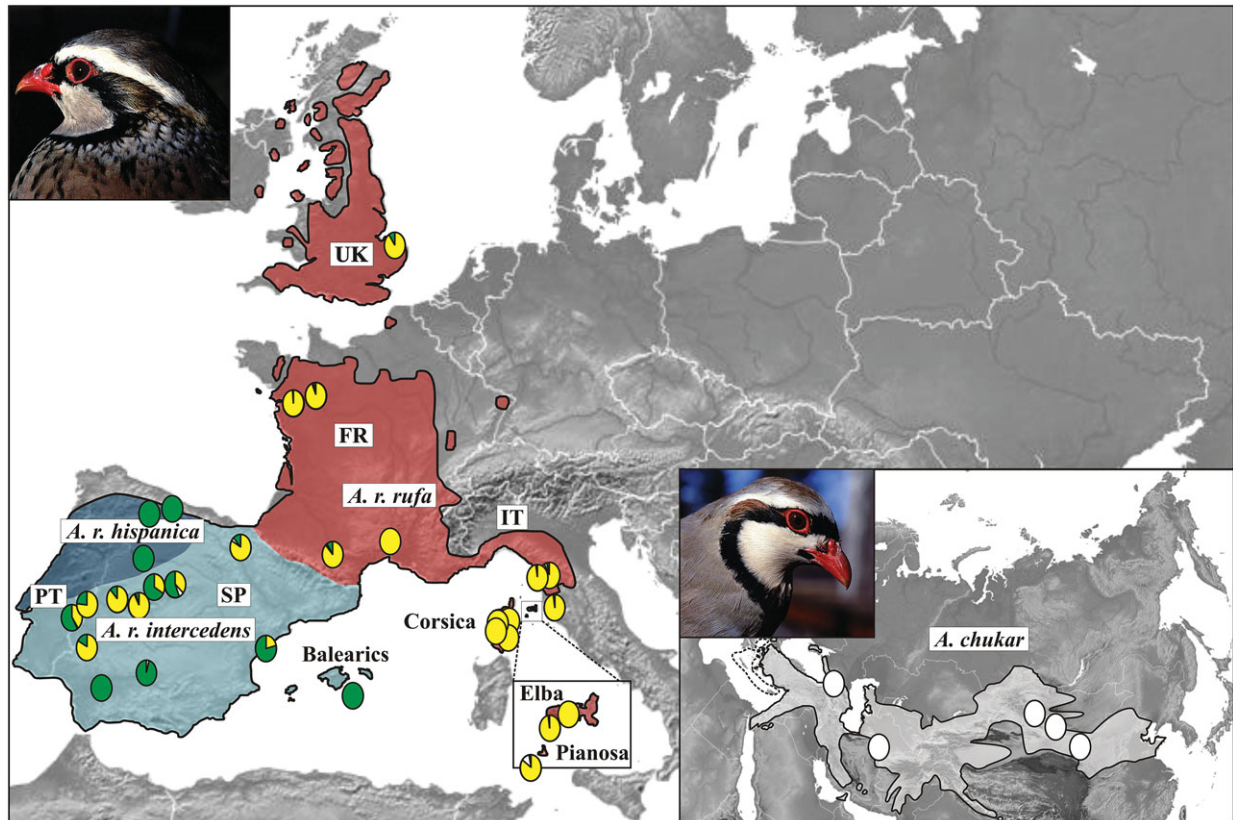 UK
FR
A. r. rufa
IT
A. r. hispanica
PT
SP
A. r. intercedens
Corsica
Balearics
Elba
Pianosa
A. chukar